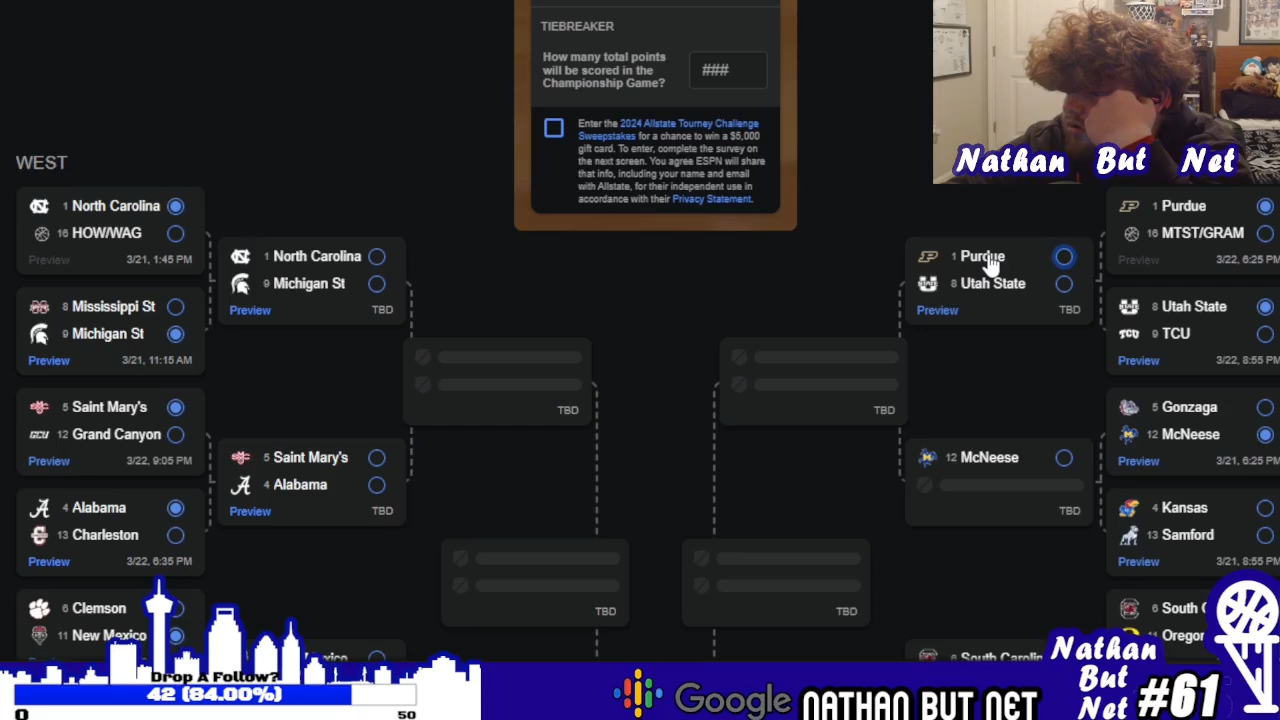 TIEBREAKER
How many total points
will be scored in the
Championship Game?
###
Enter the 2024 Allstate Tourney Challenge
Sweepstakes for a chance to win a $5,000
gift card. To enter, complete the survey on
the next screen. You agree ESPN will share
that info, including your name and email
with Allstate, for their independent use in
accordance with their Privacy Statement.
Nathan But Net
WEST
1 North Carolina
16 HOW/WAG
Preview 3/21, 1:45 PM
8 Mississippi St
9 Michigan St
Preview 3/21, 11:15 AM
5 Saint Mary's
12 Grand Canyon
Preview 3/22, 9:05 PM
4 Alabama
13 Charleston
Preview 3/22, 6:35 PM
6 Clemson
11 New Mexico
1 North Carolina
9 Michigan St
Preview TBD
5 Saint Mary's
4 Alabama
Preview TBD
TBD
TBD
TBD
TBD
1 Purdue
8 Utah State
Preview TBD
12 McNeese
TBD
1 Purdue
16 MTST/GRAM
Preview 3/22, 6:25 PM
8 Utah State
TCU 9 TCU
Preview 3/22, 8:55 PM
5 Gonzaga
12 McNeese
Preview 3/21, 6:25 PM
4 Kansas
13 Samford
Preview 3/21, 8:55 PM
6 South
Oregon
6 South Carolina
Drop A Follow?
42 (84.00%)
0 50
Google NATHAN BUT NET
Nathan
But
Net #61